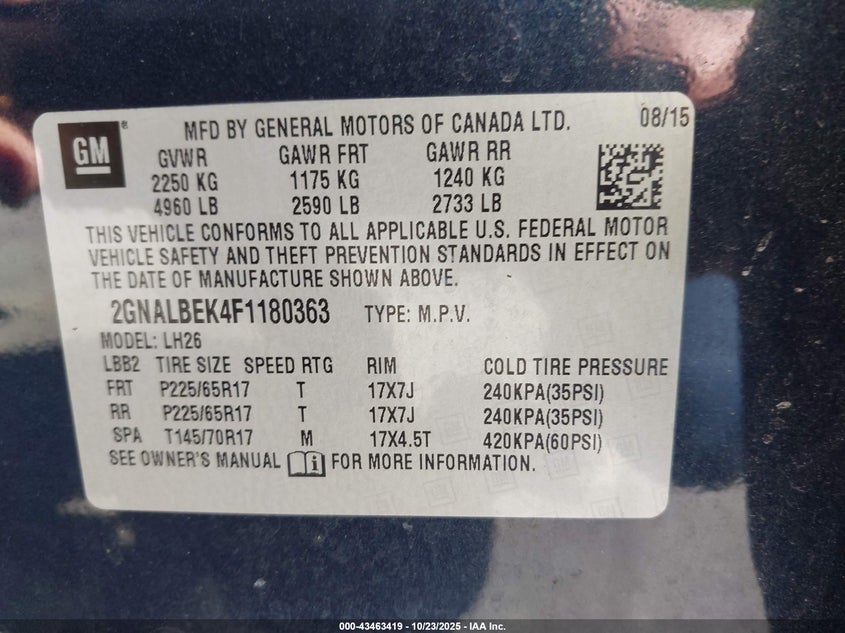 GM ®
MFD BY GENERAL MOTORS OF CANADA LTD. 08/15
GVWR GAWR FRT GAWR RR
2250 KG 1175 KG 1240 KG
4960 LB 2590 LB 2733 LB
THIS VEHICLE CONFORMS TO ALL APPLICABLE U.S. FEDERAL MOTOR
VEHICLE SAFETY AND THEFT PREVENTION STANDARDS IN EFFECT ON
THE DATE OF MANUFACTURE SHOWN ABOVE.
2GNALBEK4F1180363 TYPE: M.P.V.
MODEL: LH26
LBB2 TIRE SIZE SPEED RTG RIM COLD TIRE PRESSURE
FRT P225/65R17 T 17X7J 240KPA(35PSI)
RR P225/65R17 T 17X7J 240KPA(35PSI)
SPA T145/70R17 M 17X4.5T 420KPA(60PSI)
SEE OWNER'S MANUAL i FOR MORE INFORMATION.
000-43463419 - 10/23/2025 - IAA Inc.